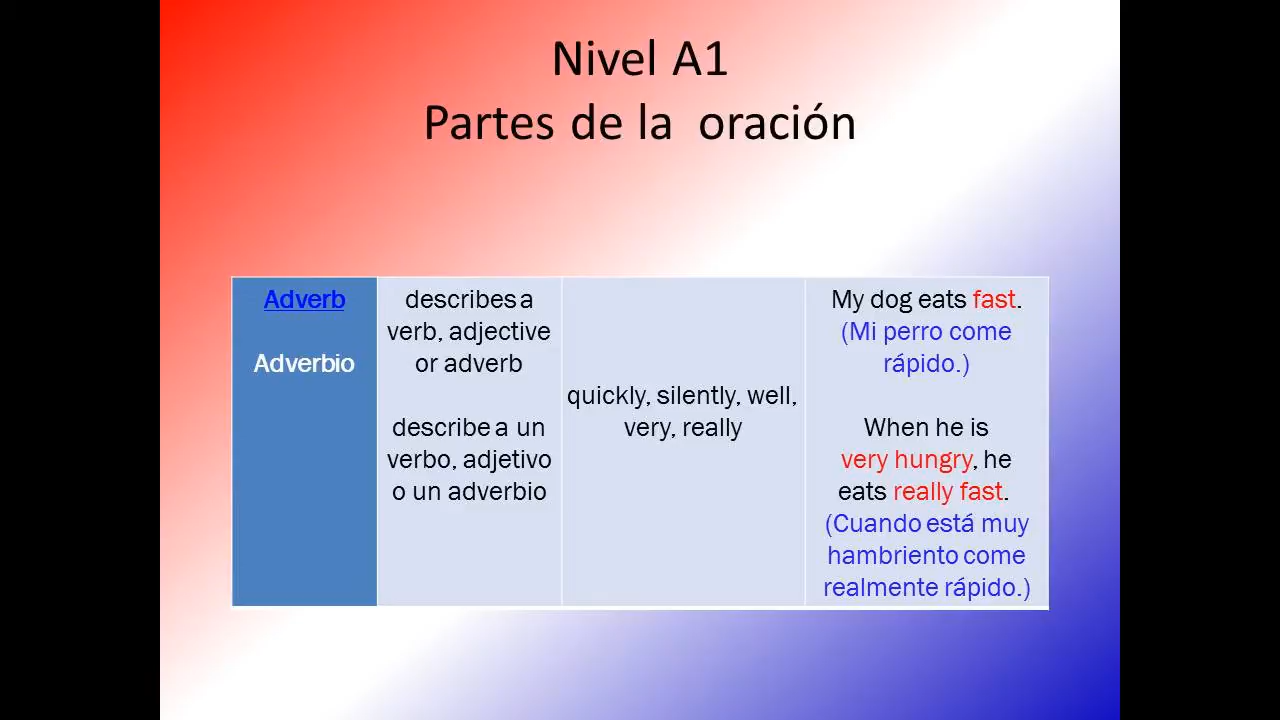 Nivel A1
Partes de la oración
Adverb
Adverbio
describes a
verb, adjective
or adverb
describe a un
verbo, adjetivo
o un adverbio
quickly, silently, well,
very, really
My dog eats fast.
(Mi perro come
rápido.)
When he is
very hungry, he
eats really fast.
(Cuando está muy
hambriento come
realmente rápido.)